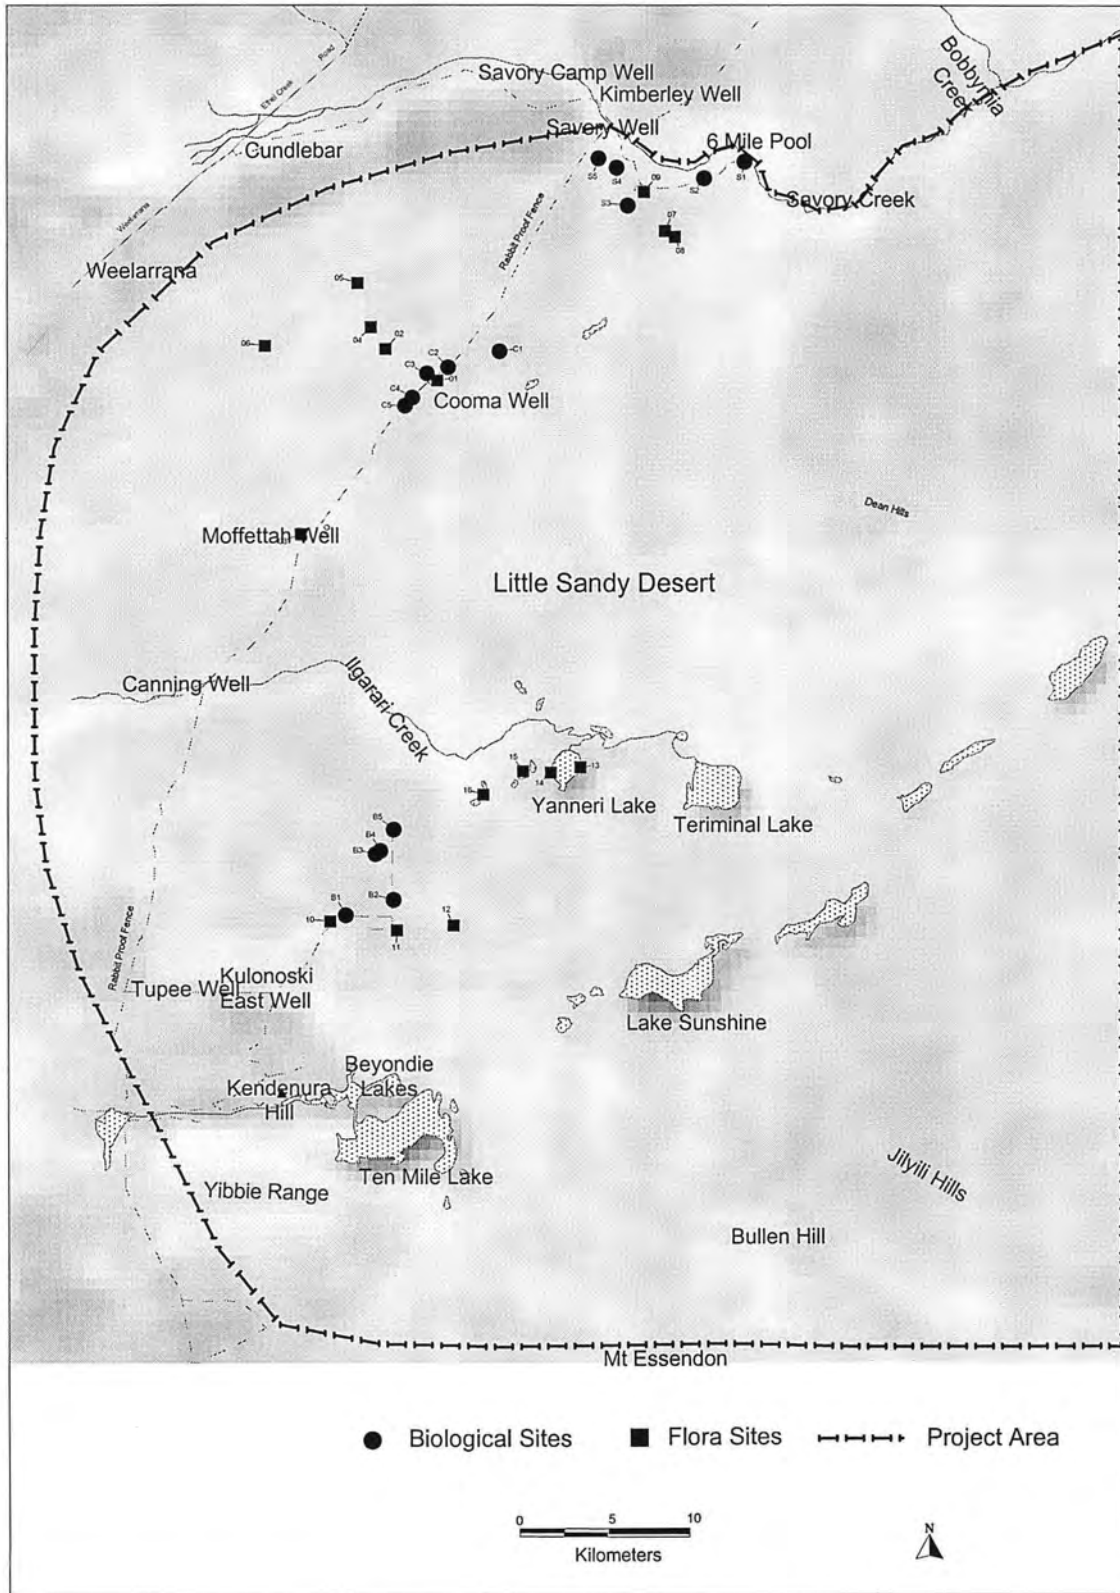 Road
Ethel Creek
Savory Camp Well
Kimberley Well
Bobbymia
Creek
Savory Well
Cundlebar
6 Mile Pool
S5
S4
09
S2
S1
Savory Creek
S3
07
08
Weelarrana
Rabbit Proof Fence
Weelarrana
05
04
02
06
C2
C1
C3
01
C4
C5
Cooma Well
Dean Hills
Moffettah Well
Little Sandy Desert
Canning Well
Ilgarari
Creek
15
14
13
16
Yanneri Lake
Teriminal Lake
B5
B4
B3
B2
B1
10
11
12
Rabbit Proof Fence
Tupee Well
Kulonoski
East Well
Lake Sunshine
Beyondie
Lakes
Kendenura
Hill
Ten Mile Lake
Yibbie Range
Jilyili Hills
Bullen Hill
Mt Essendon
Biological Sites
Flora Sites
Project Area
0 5 10
Kilometers
N